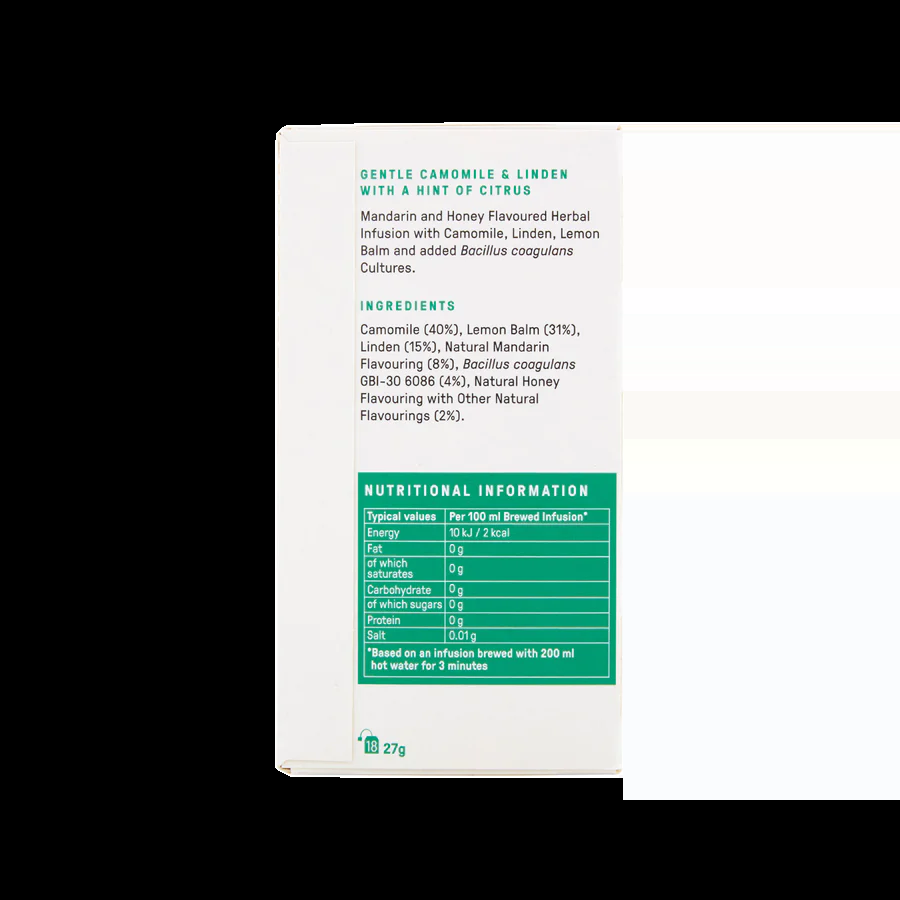 GENTLE CAMOMILE & LINDEN
WITH A HINT OF CITRUS
Mandarin and Honey Flavoured Herbal
Infusion with Camomile, Linden, Lemon
Balm and added Bacillus coagulans
Cultures.
INGREDIENTS
Camomile (40%), Lemon Balm (31%),
Linden (15%), Natural Mandarin
Flavouring (8%), Bacillus coagulans
GBI-30 6086 (4%), Natural Honey
Flavouring with Other Natural
Flavourings (2%).
NUTRITIONAL INFORMATION
Typical values Per 100 ml Brewed Infusion*
Energy 10 kJ / 2 kcal
Fat 0 g
of which
saturates 0 g
Carbohydrate 0 g
of which sugars 0 g
Protein 0 g
Salt 0.01 g
*Based on an infusion brewed with 200 ml
hot water for 3 minutes
18 27g